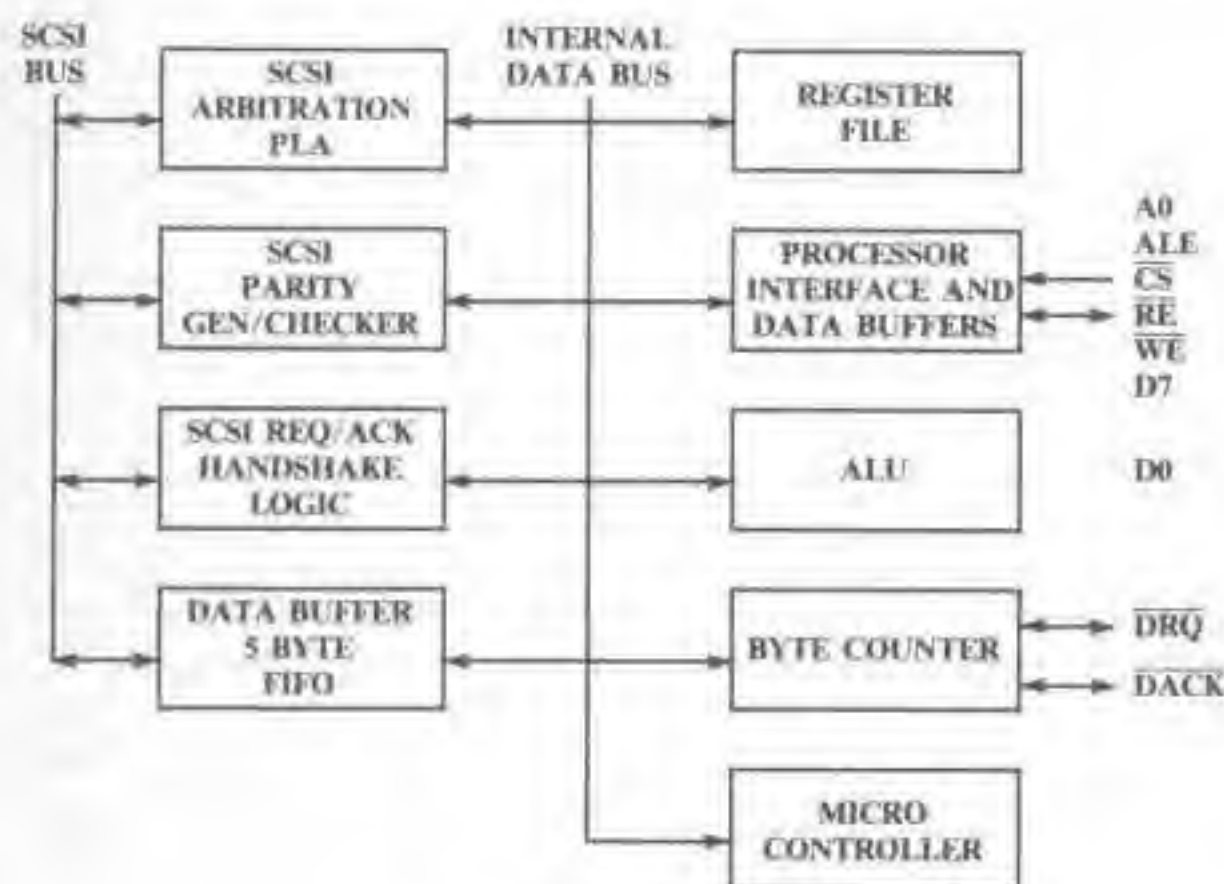 SCSI
BUS
SCSI
ARBITRATION
PLA
INTERNAL
DATA BUS
REGISTER
FILE
SCSI
PARITY
GEN/CHECKER
PROCESSOR
INTERFACE AND
DATA BUFFERS
A0
ALE
CS
RE
WE
D7
SCSI REQ/ACK
HANDSHAKE
LOGIC
ALU
D0
DATA BUFFER
5 BYTE
FIFO
BYTE COUNTER
DRQ
DACK
MICRO
CONTROLLER